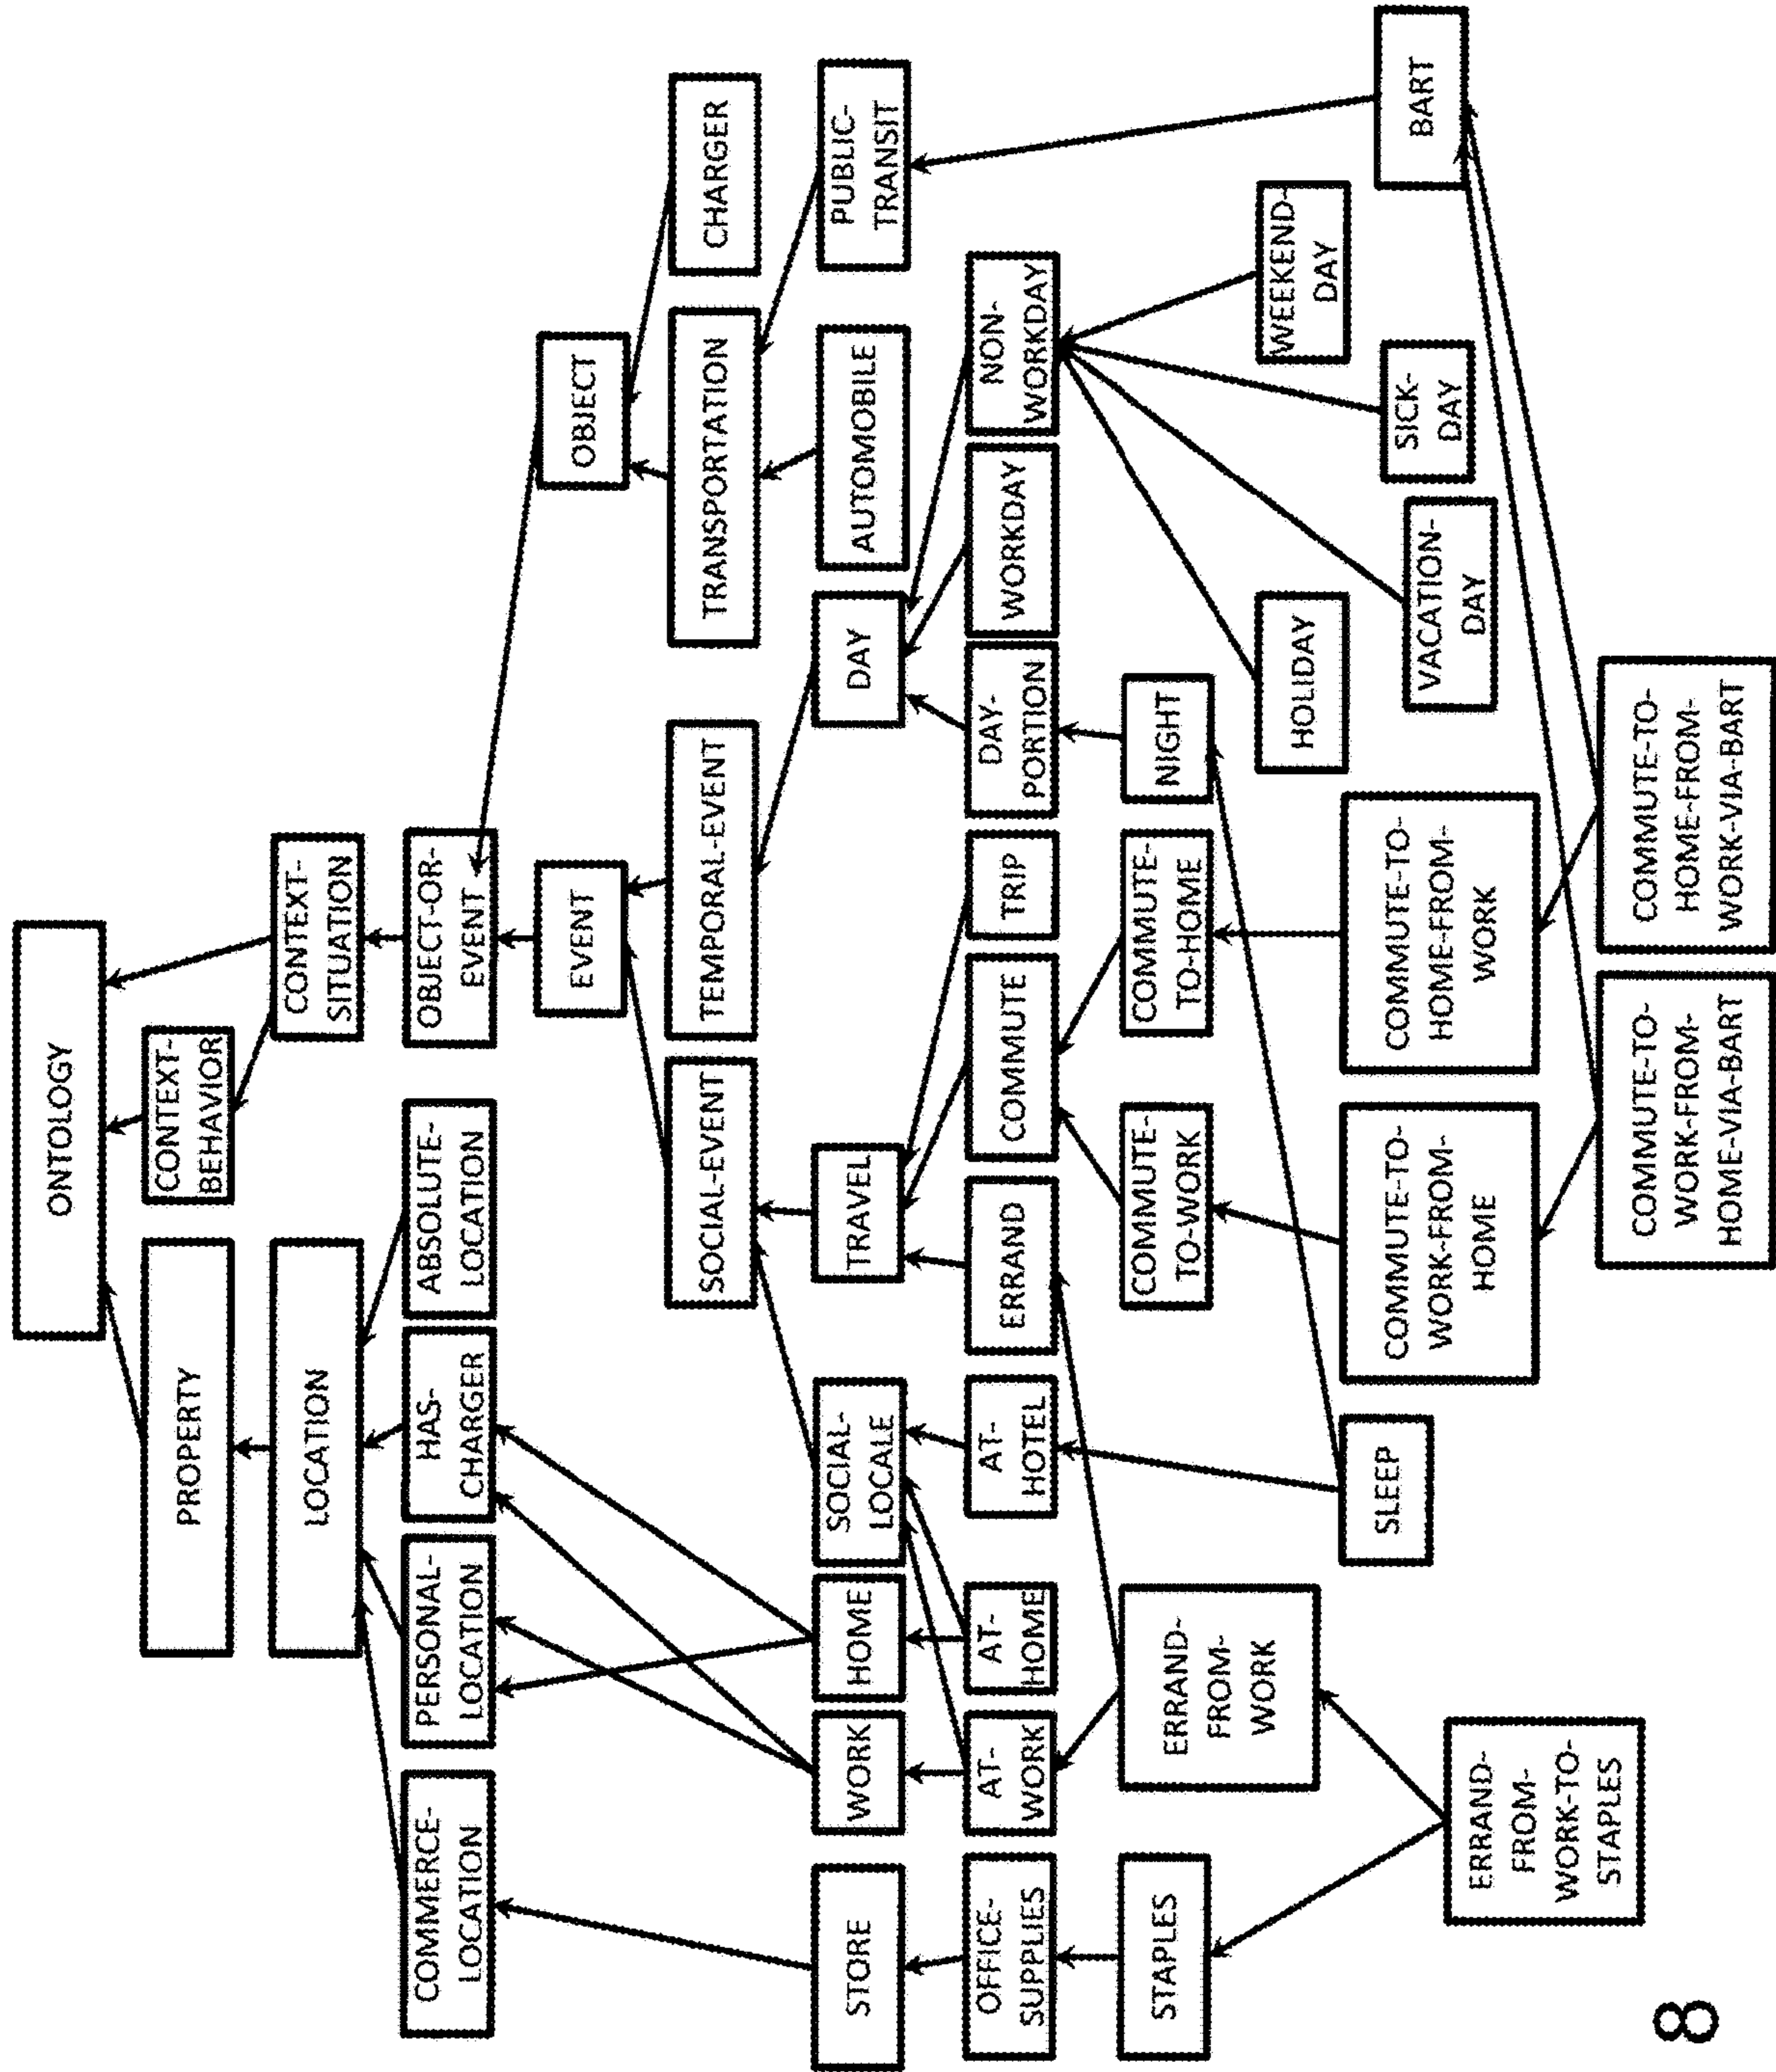 ONTOLOGY
PROPERTY
CONTEXT-
BEHAVIOR
LOCATION
CONTEXT-
SITUATION
COMMERCE-
LOCATION
PERSONAL-
LOCATION
HAS-
CHARGER
ABSOLUTE-
LOCATION
OBJECT-OR-
EVENT
EVENT
OBJECT
SOCIAL-EVENT
TEMPORAL-EVENT
TRANSPORTATION
CHARGER
STORE
WORK
HOME
SOCIAL-
LOCALE
TRAVEL
DAY
AUTOMOBILE
PUBLIC-
TRANSIT
OFFICE-
SUPPLIES
AT-
WORK
AT-
HOME
AT-
HOTEL
ERRAND
COMMUTE
TRIP
DAY-
PORTION
WORKDAY
NON-
WORKDAY
STAPLES
ERRAND-
FROM-
WORK
COMMUTE-
TO-WORK
COMMUTE-
TO-HOME
NIGHT
HOLIDAY
WEEKEND-
DAY
SLEEP
COMMUTE-TO-
WORK-FROM-
HOME
COMMUTE-TO-
HOME-FROM-
WORK
VACATION-
DAY
SICK-
DAY
BART
ERRAND-
FROM-
WORK-TO-
STAPLES
COMMUTE-TO-
WORK-FROM-
HOME-VIA-BART
COMMUTE-TO-
HOME-FROM-
WORK-VIA-BART
8